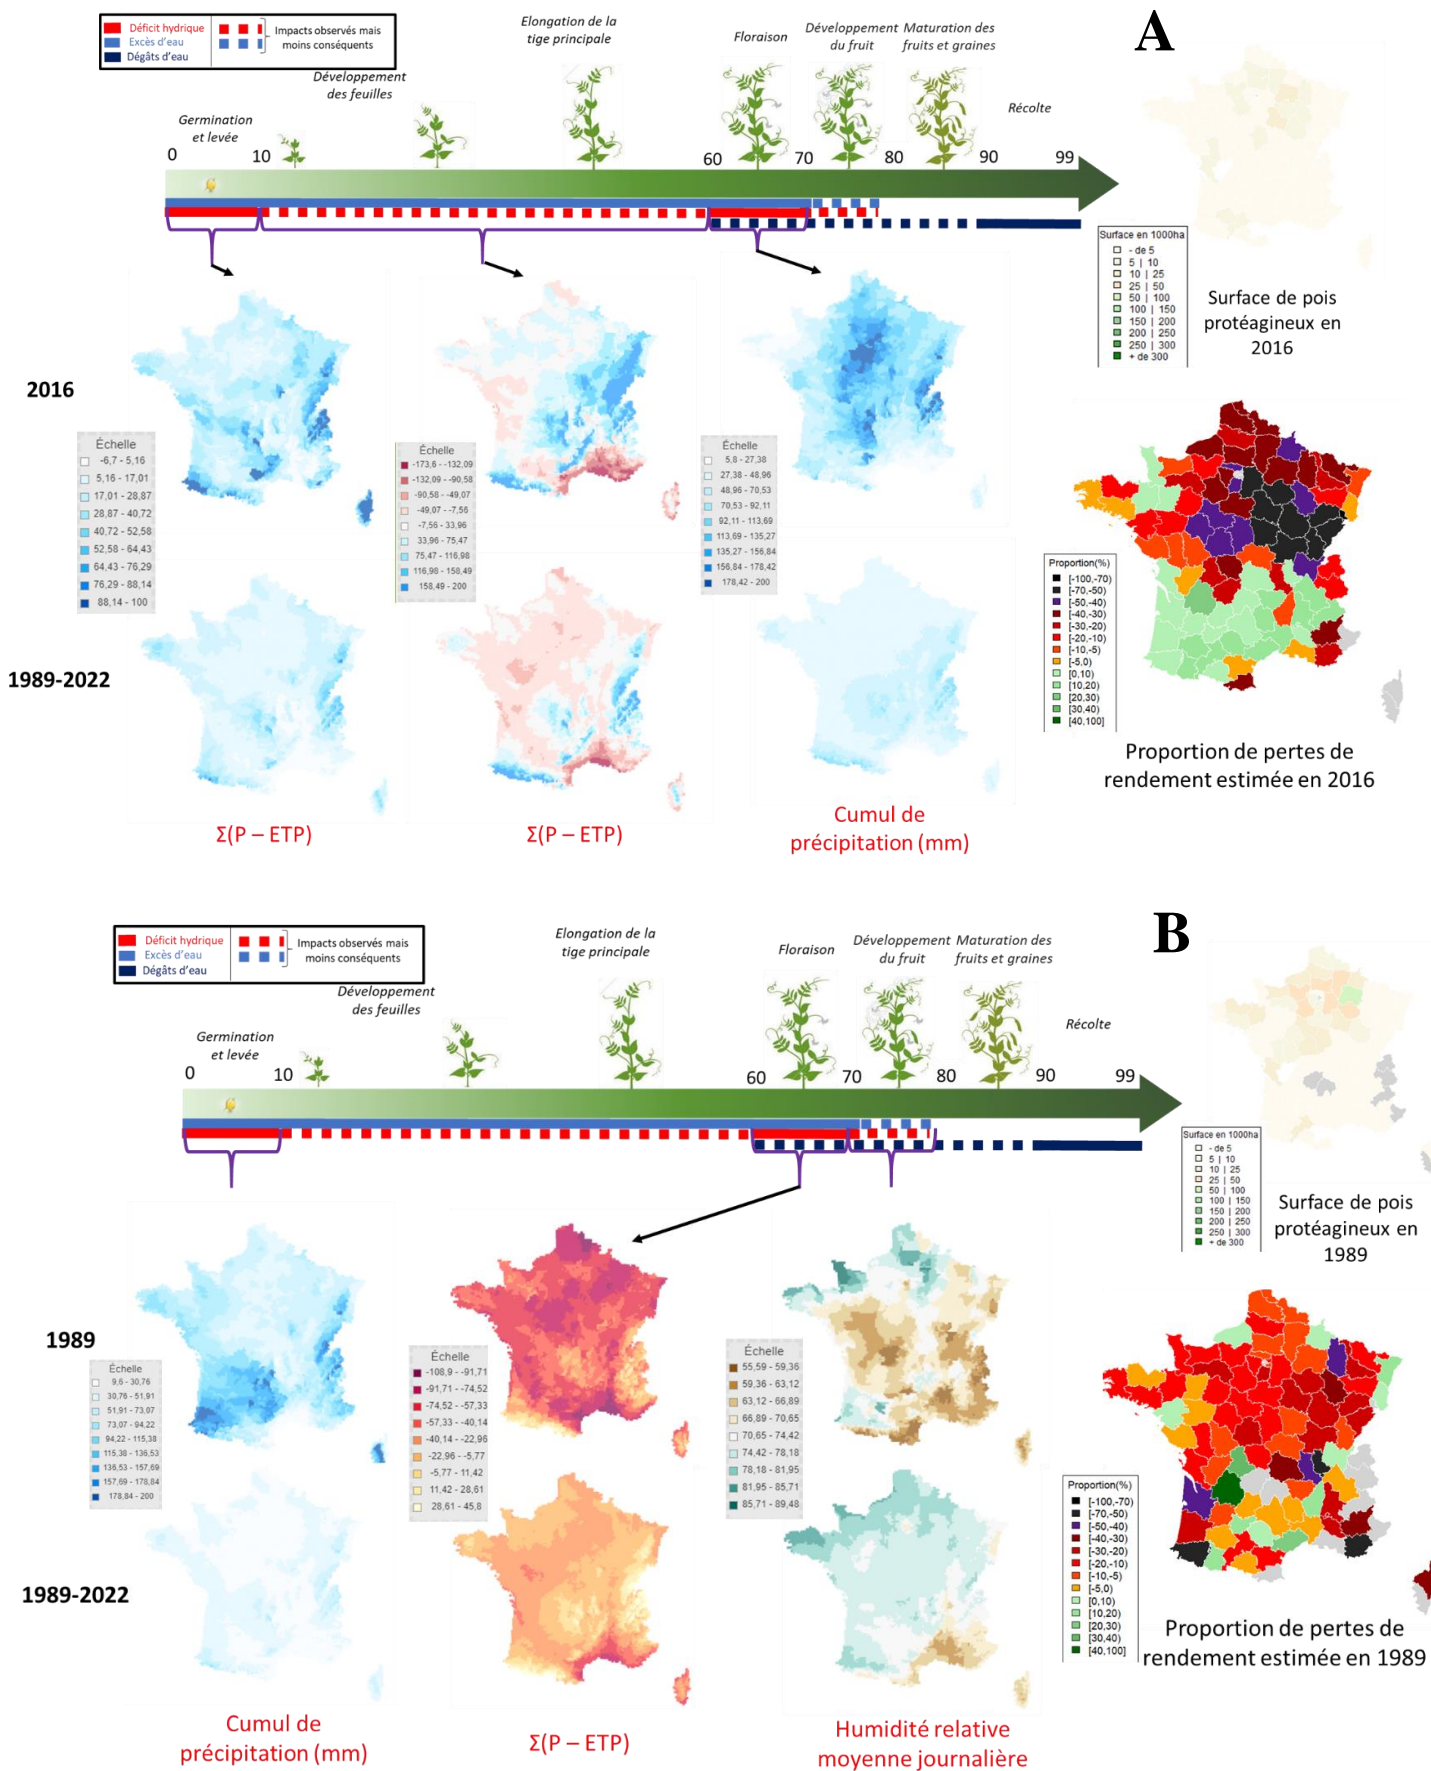 A
Déficit hydrique
Excès d'eau
Dégâts d'eau
Impacts observés mais
moins conséquents
Germination
et levée
Développement
des feuilles
Elongation de la
tige principale
Floraison
Développement
du fruit
Maturation des
fruits et graines
Récolte
0
10
60
70
80
90
99
Surface en 1000ha
- de 5
5 | 10
10 | 25
25 | 50
50 | 100
100 | 150
150 | 200
200 | 250
250 | 300
+ de 300
Surface de pois
protéagineux en
2016
2016
Échelle
-6,7 - 5,16
5,16 - 17,01
17,01 - 28,87
28,87 - 40,72
40,72 - 52,58
52,58 - 64,43
64,43 - 76,29
76,29 - 88,14
88,14 - 100
Échelle
-173,6 - -132,09
-132,09 - -90,58
-90,58 - -49,07
-49,07 - -7,56
-7,56 - 33,96
33,96 - 75,47
75,47 - 116,98
116,98 - 158,49
158,49 - 200
Échelle
5,8 - 27,38
27,38 - 48,96
48,96 - 70,53
70,53 - 92,11
92,11 - 113,69
113,69 - 135,27
135,27 - 156,84
156,84 - 178,42
178,42 - 200
Proportion(%)
[-100,-70)
[-70,-50)
[-50,-40)
[-40,-30)
[-30,-20)
[-20,-10)
[-10,-5)
[-5,0)
[0,10)
[10,20)
[20,30)
[30,40)
[40,100]
1989-2022
Proportion de pertes de
rendement estimée en 2016
Σ(P – ETP)
Σ(P – ETP)
Cumul de
précipitation (mm)
B
Déficit hydrique
Excès d'eau
Dégâts d'eau
Impacts observés mais
moins conséquents
Germination
et levée
Développement
des feuilles
Elongation de la
tige principale
Floraison
Développement
du fruit
Maturation des
fruits et graines
Récolte
0
10
60
70
80
90
99
Surface en 1000ha
- de 5
5 | 10
10 | 25
25 | 50
50 | 100
100 | 150
150 | 200
200 | 250
250 | 300
+ de 300
Surface de pois
protéagineux en
1989
1989
Échelle
9,6 - 30,76
30,76 - 51,91
51,91 - 73,07
73,07 - 94,22
94,22 - 115,38
115,38 - 136,53
136,53 - 157,69
157,69 - 178,84
178,84 - 200
Échelle
-108,9 - -91,71
-91,71 - -74,52
-74,52 - -57,33
-57,33 - -40,14
-40,14 - -22,96
-22,96 - -5,77
-5,77 - 11,42
11,42 - 28,61
28,61 - 45,8
Échelle
55,59 - 59,36
59,36 - 63,12
63,12 - 66,89
66,89 - 70,65
70,65 - 74,42
74,42 - 78,18
78,18 - 81,95
81,95 - 85,71
85,71 - 89,48
Proportion(%)
[-100,-70)
[-70,-50)
[-50,-40)
[-40,-30)
[-30,-20)
[-20,-10)
[-10,-5)
[-5,0)
[0,10)
[10,20)
[20,30)
[30,40)
[40,100]
1989-2022
Proportion de pertes de
rendement estimée en 1989
Cumul de
précipitation (mm)
Σ(P – ETP)
Humidité relative
moyenne journalière